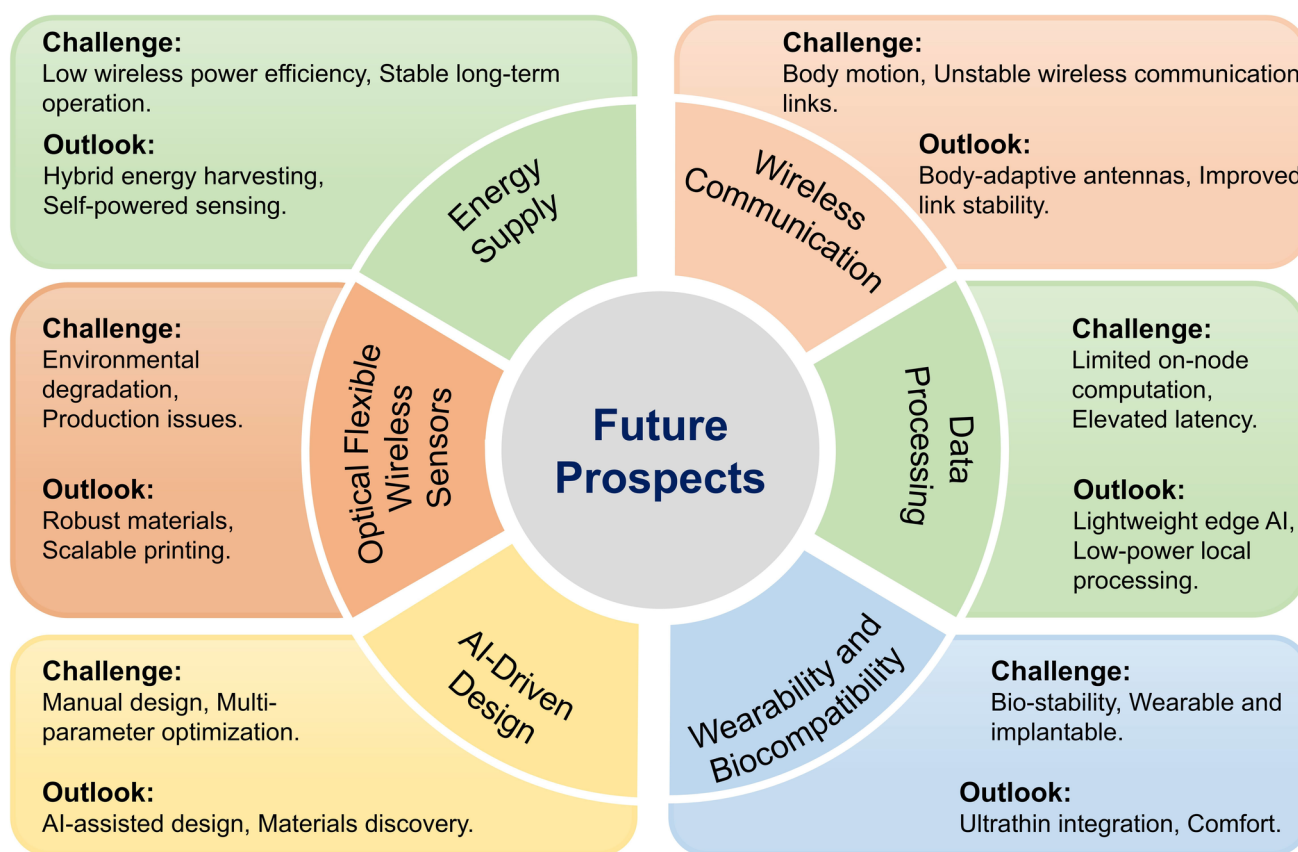 Challenge:
Low wireless power efficiency, Stable long-term
operation.
Outlook:
Hybrid energy harvesting,
Self-powered sensing.
Energy
Supply
Challenge:
Body motion, Unstable wireless communication
links.
Outlook:
Body-adaptive antennas, Improved
link stability.
Wireless
Communication
Challenge:
Environmental
degradation,
Production issues.
Outlook:
Robust materials,
Scalable printing.
Optical Flexible
Wireless
Sensors
Future
Prospects
Data
Processing
Challenge:
Limited on-node
computation,
Elevated latency.
Outlook:
Lightweight edge AI,
Low-power local
processing.
Challenge:
Manual design, Multi-
parameter optimization.
Outlook:
AI-assisted design, Materials discovery.
AI-Driven
Design
Wearability and
Biocompatibility
Challenge:
Bio-stability, Wearable and
implantable.
Outlook:
Ultrathin integration, Comfort.